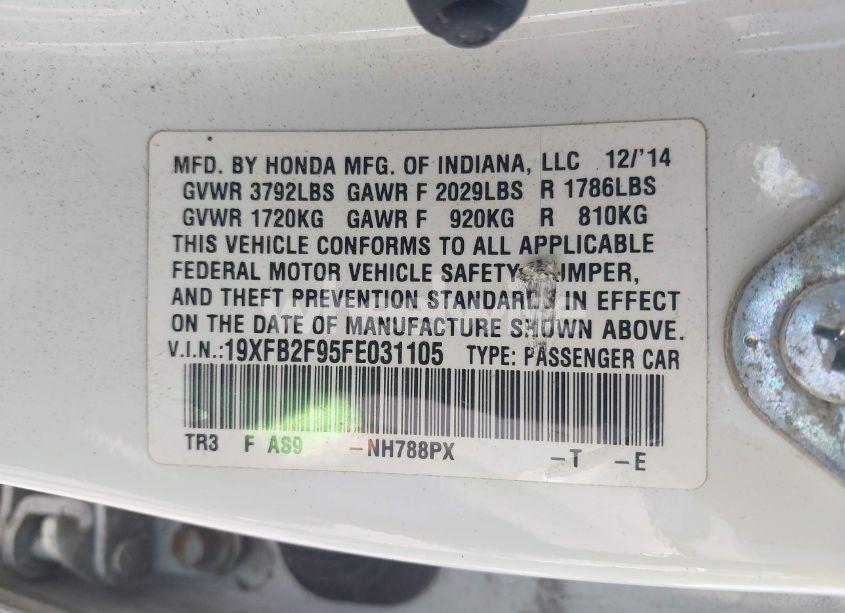 MFD. BY HONDA MFG. OF INDIANA, LLC 12/'14
GVWR 3792LBS GAWR F 2029LBS R 1786LBS
GVWR 1720KG GAWR F 920KG R 810KG
THIS VEHICLE CONFORMS TO ALL APPLICABLE
FEDERAL MOTOR VEHICLE SAFETY, UMPER,
AND THEFT PREVENTION STANDARDS IN EFFECT
ON THE DATE OF MANUFACTURE SHOWN ABOVE.
V.I.N.:19XFB2F95FE031105 TYPE: PASSENGER CAR
TR3 F AS9 -NH788PX -T -E